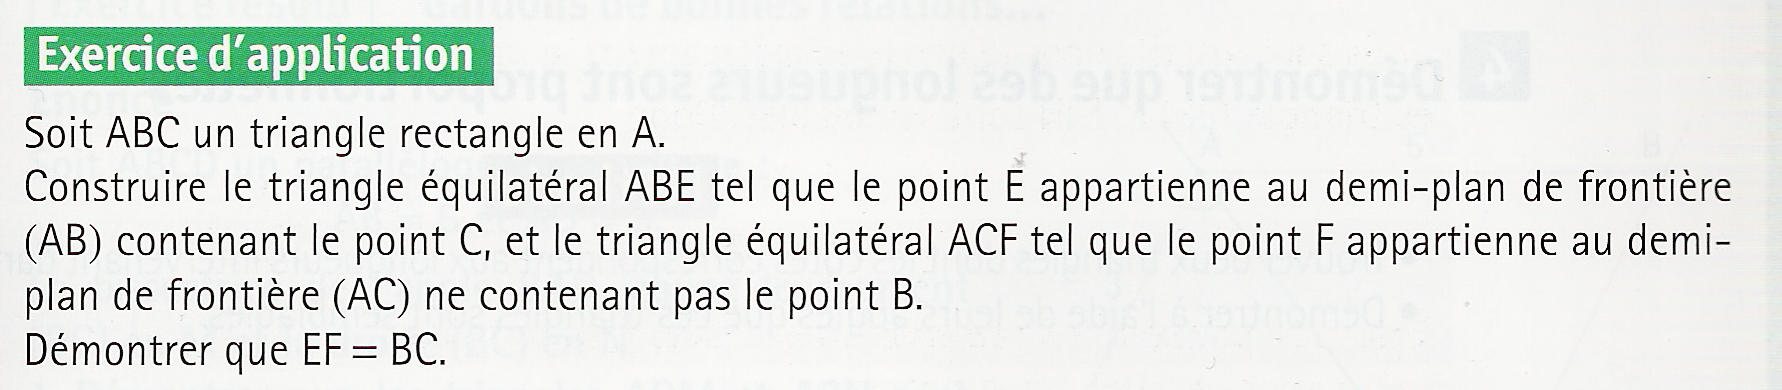 Exercice d'application
Soit ABC un triangle rectangle en A.
Construire le triangle équilatéral ABE tel que le point E appartienne au demi-plan de frontière
(AB) contenant le point C, et le triangle équilatéral ACF tel que le point F appartienne au demi-
plan de frontière (AC) ne contenant pas le point B.
Démontrer que EF = BC.